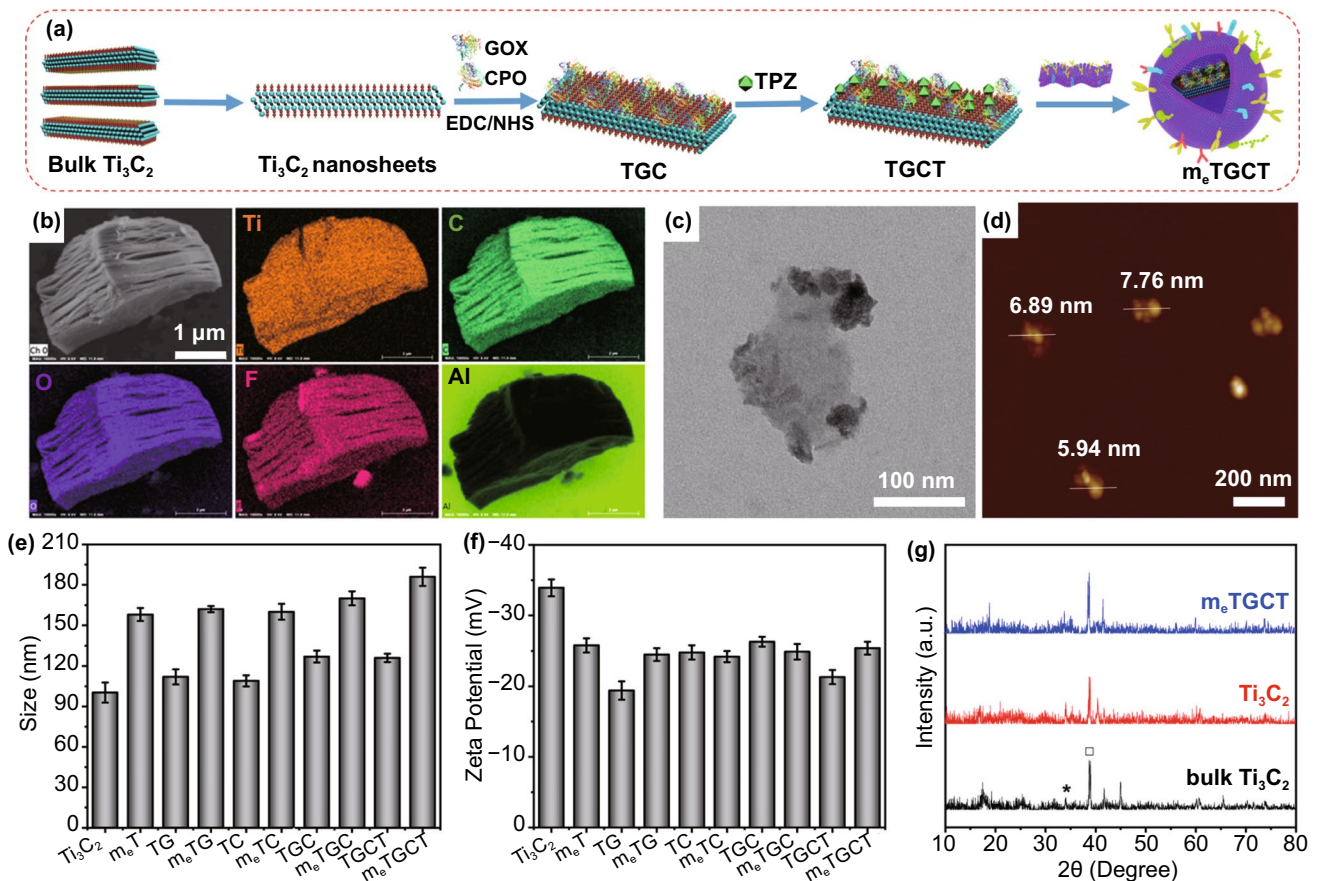 (a)
GOX
CPO
EDC/NHS
TPZ
Bulk Ti₃C₂
Ti₃C₂ nanosheets
TGC
TGCT
mₑTGCT
(b)
Ti
C
1 µm
Ch 0
O
F
Al
(c)
100 nm
(d)
6.89 nm
7.76 nm
5.94 nm
200 nm
(e)
Size (nm)
210
180
150
120
90
60
30
0
Ti₃C₂
mₑT
TG
mₑTG
TC
mₑTC
TGC
mₑTGC
TGCT
mₑTGCT
(f)
Zeta Potential (mV)
−40
−30
−20
−10
0
Ti₃C₂
mₑT
TG
mₑTG
TC
mₑTC
TGC
mₑTGC
TGCT
mₑTGCT
(g)
Intensity (a.u.)
mₑTGCT
Ti₃C₂
bulk Ti₃C₂
*
10 20 30 40 50 60 70 80
2θ (Degree)